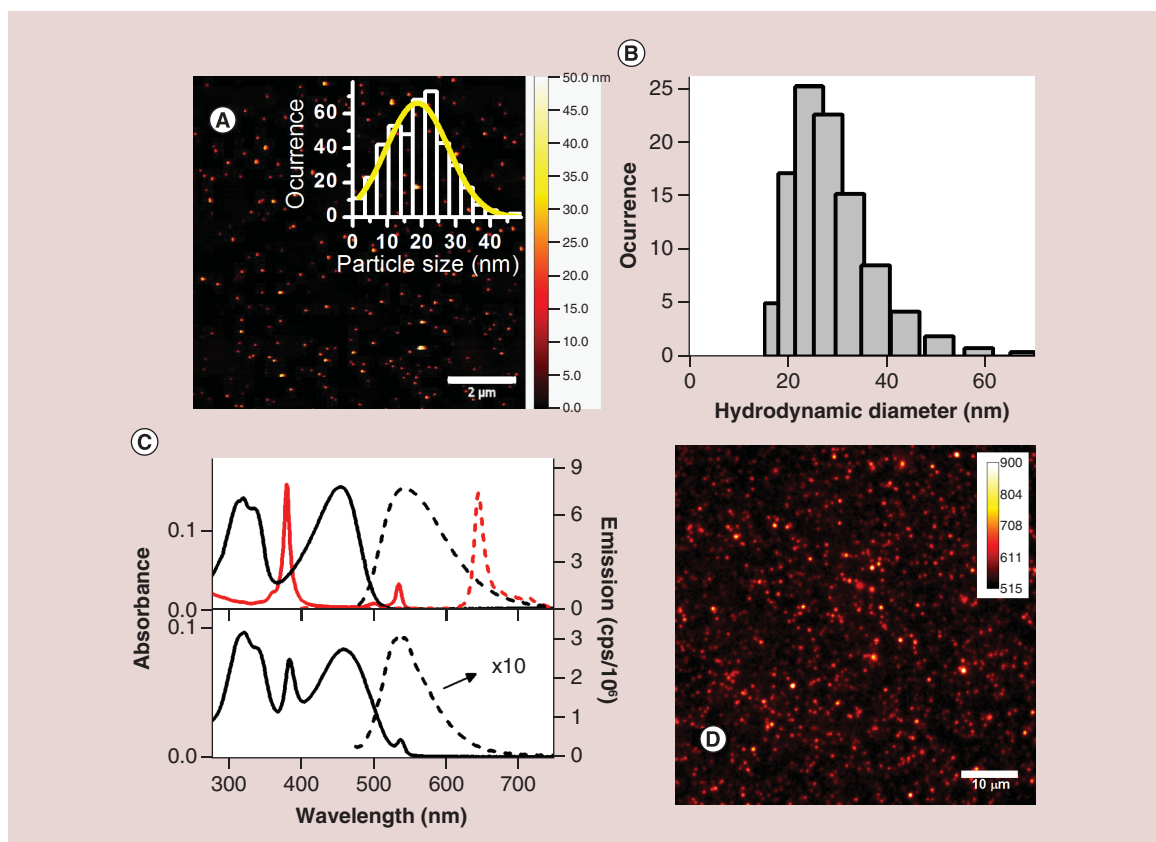 A
Ocurrence
60
40
20
0
0 10 20 30 40
Particle size (nm)
2 µm
50.0 nm
45.0
40.0
35.0
30.0
25.0
20.0
15.0
10.0
5.0
0.0
B
Ocurrence
25
20
15
10
5
0
0 20 40 60
Hydrodynamic diameter (nm)
C
Absorbance
0.1
0.0
0.1
0.0
9
6
3
0
3
2
1
0
Emission (cps/10⁶)
x10
300 400 500 600 700
Wavelength (nm)
900
804
708
611
515
D
10 µm